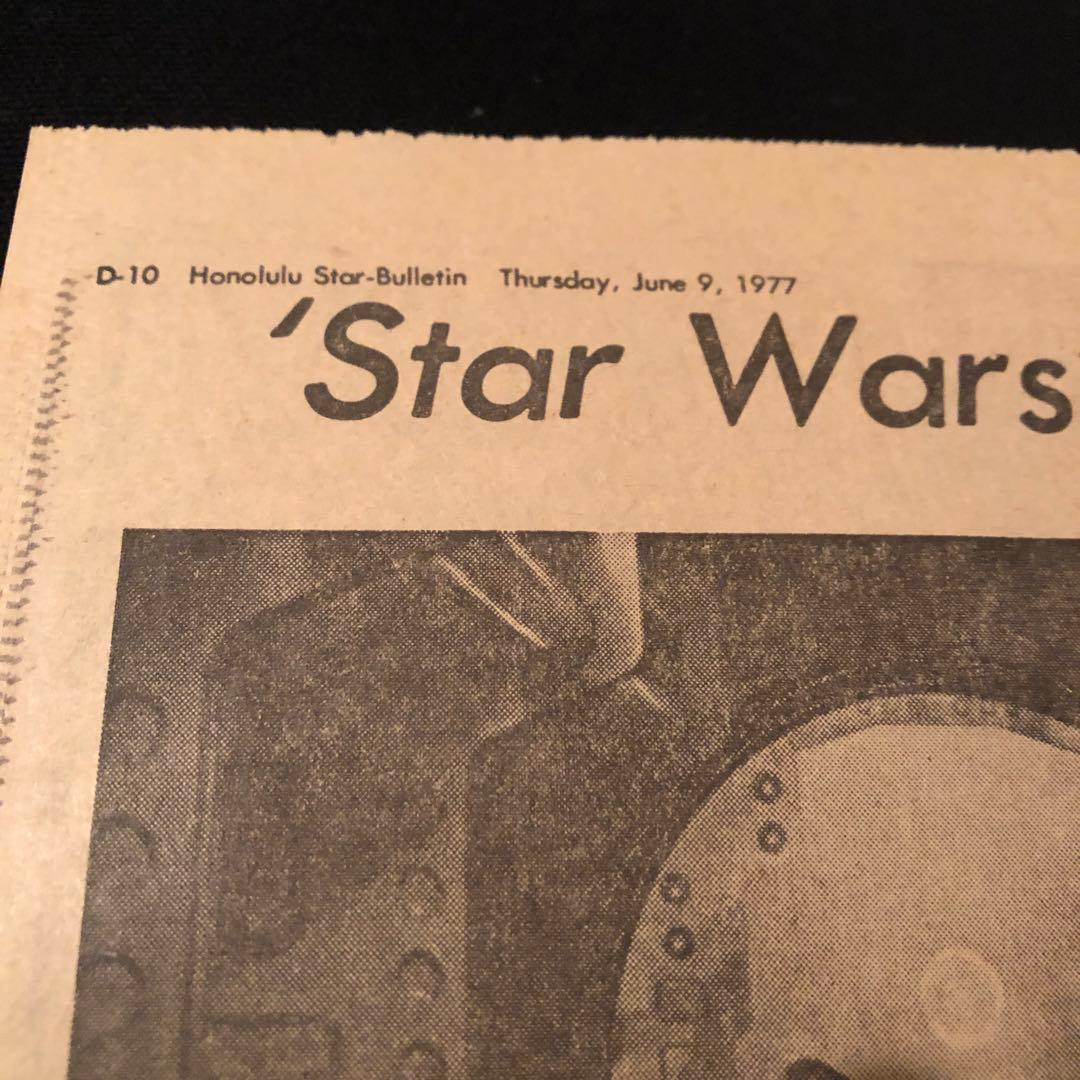 D-10 Honolulu Star-Bulletin Thursday, June 9, 1977
'Star Wars